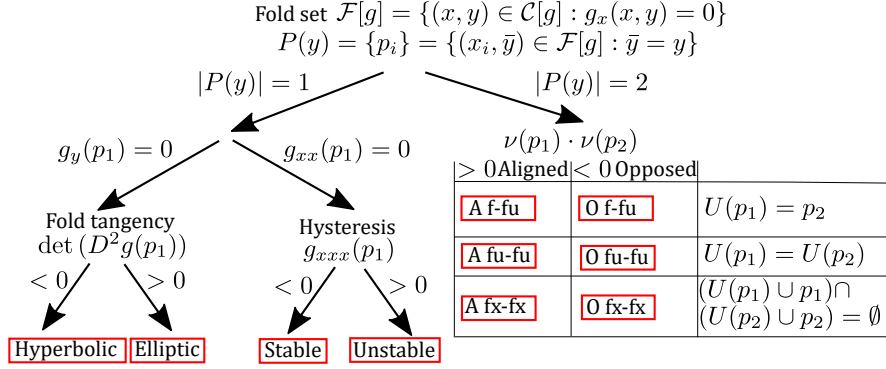 Fold set F[g] = {(x, y) ∈ C[g] : g_x(x, y) = 0}
P(y) = {p_i} = {(x_i, ȳ) ∈ F[g] : ȳ = y}
|P(y)| = 1
|P(y)| = 2
g_y(p_1) = 0
g_xx(p_1) = 0
ν(p_1) · ν(p_2)
> 0 Aligned
< 0 Opposed
A f-fu
O f-fu
U(p_1) = p_2
A fu-fu
O fu-fu
U(p_1) = U(p_2)
A fx-fx
O fx-fx
(U(p_1) ∪ p_1)∩
(U(p_2) ∪ p_2) = ∅
Fold tangency
det (D²g(p_1))
< 0
> 0
Hyperbolic
Elliptic
Hysteresis
g_xxx(p_1)
< 0
> 0
Stable
Unstable